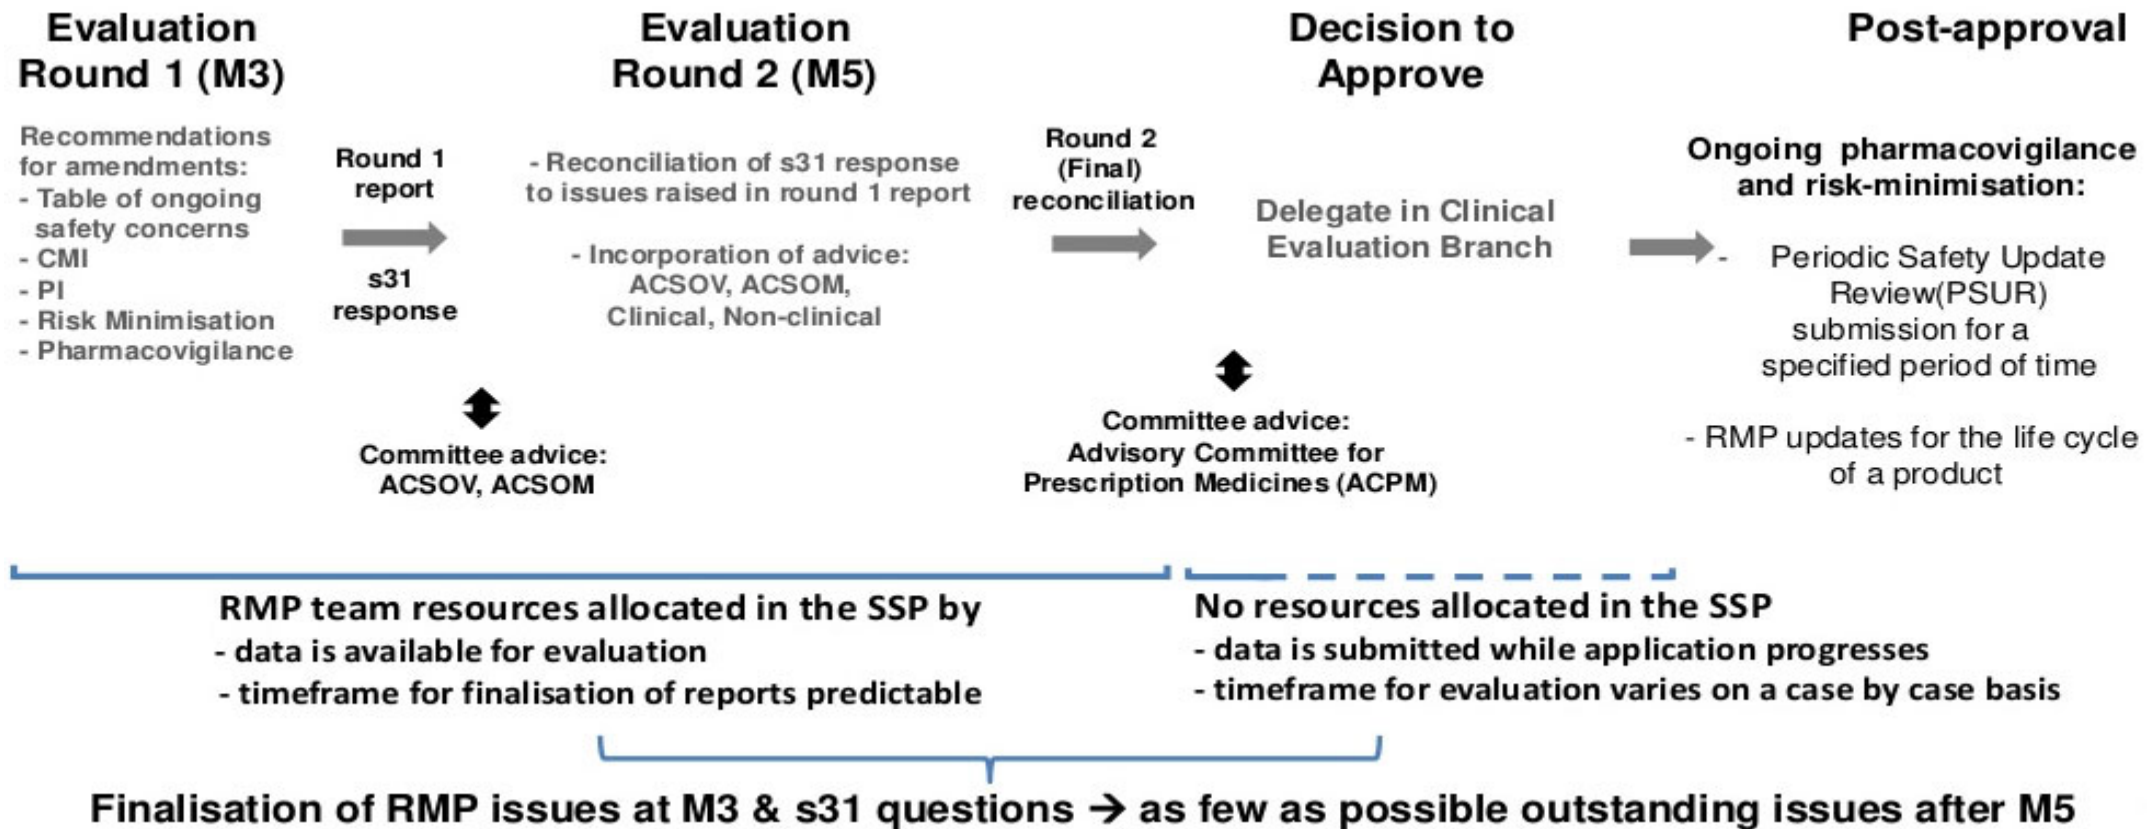 Evaluation
Round 1 (M3)
Recommendations
for amendments:
- Table of ongoing
safety concerns
- CMI
- PI
- Risk Minimisation
- Pharmacovigilance
Round 1
report
s31
response
Evaluation
Round 2 (M5)
- Reconciliation of s31 response
to issues raised in round 1 report
- Incorporation of advice:
ACSOV, ACSOM,
Clinical, Non-clinical
Committee advice:
ACSOV, ACSOM
Round 2
(Final)
reconciliation
Decision to
Approve
Delegate in Clinical
Evaluation Branch
Committee advice:
Advisory Committee for
Prescription Medicines (ACPM)
Post-approval
Ongoing pharmacovigilance
and risk-minimisation:
- Periodic Safety Update
Review(PSUR)
submission for a
specified period of time
- RMP updates for the life cycle
of a product
RMP team resources allocated in the SSP by
- data is available for evaluation
- timeframe for finalisation of reports predictable
No resources allocated in the SSP
- data is submitted while application progresses
- timeframe for evaluation varies on a case by case basis
Finalisation of RMP issues at M3 & s31 questions → as few as possible outstanding issues after M5